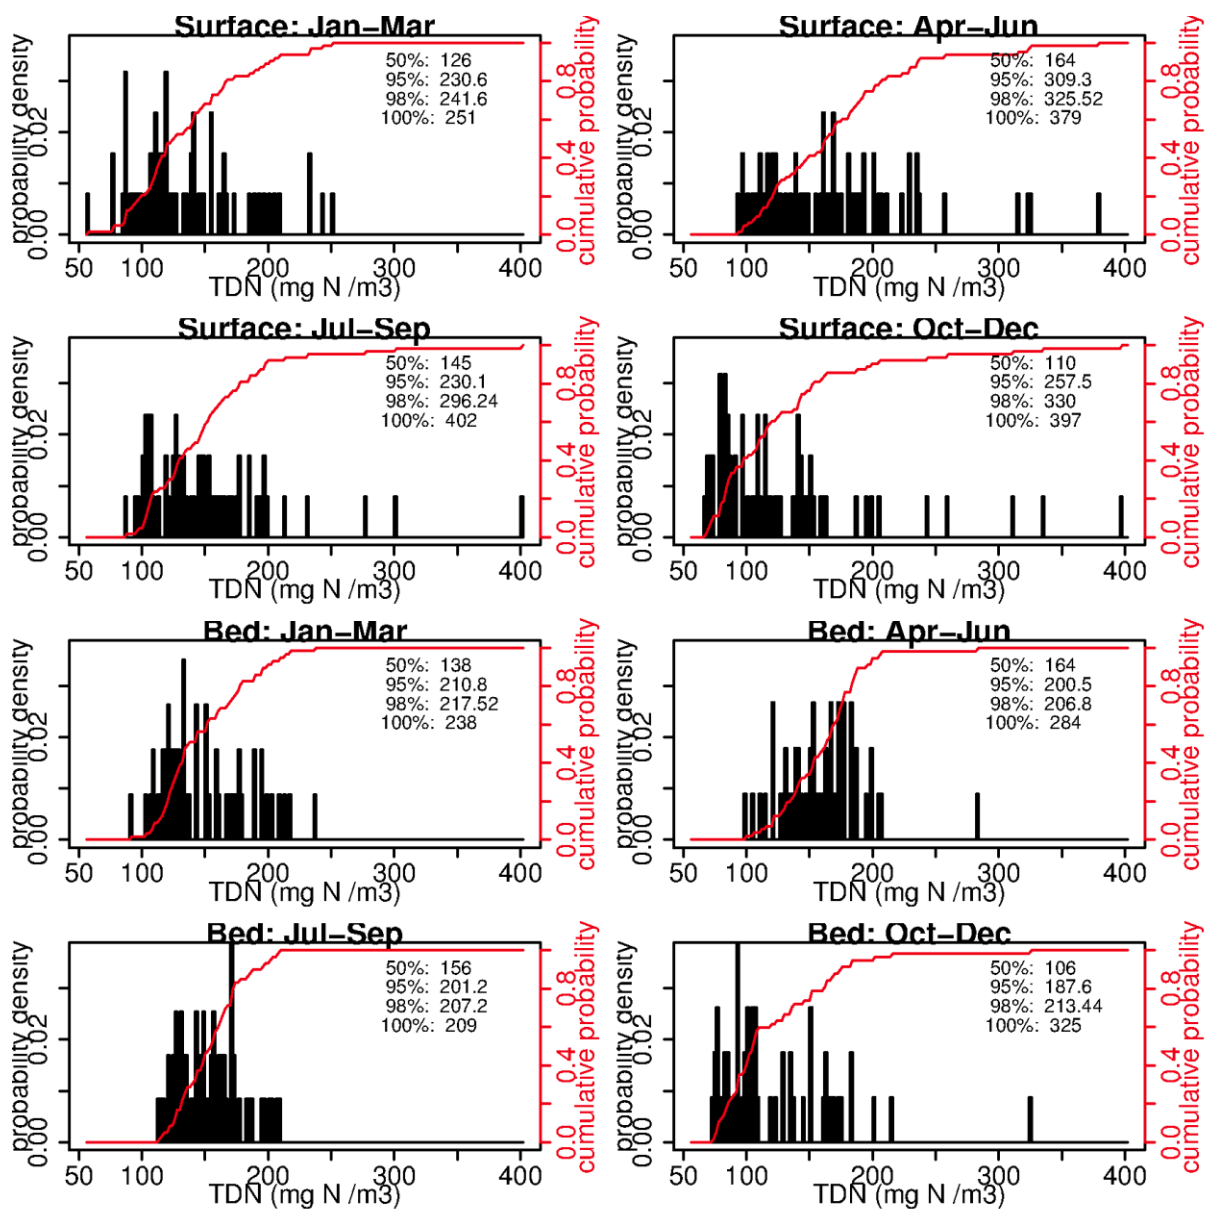 Surface: Jan-Mar
probability density
0.00 0.02
50%: 126
95%: 230.6
98%: 241.6
100%: 251
0.0 0.4 0.8
cumulative probability
50 100 200 300 400
TDN (mg N /m3)
Surface: Apr-Jun
probability density
0.00 0.02
50%: 164
95%: 309.3
98%: 325.52
100%: 379
0.0 0.4 0.8
cumulative probability
50 100 200 300 400
TDN (mg N /m3)
Surface: Jul-Sep
probability density
0.00 0.02
50%: 145
95%: 230.1
98%: 296.24
100%: 402
0.0 0.4 0.8
cumulative probability
50 100 200 300 400
TDN (mg N /m3)
Surface: Oct-Dec
probability density
0.00 0.02
50%: 110
95%: 257.5
98%: 330
100%: 397
0.0 0.4 0.8
cumulative probability
50 100 200 300 400
TDN (mg N /m3)
Bed: Jan-Mar
probability density
0.00 0.02
50%: 138
95%: 210.8
98%: 217.52
100%: 238
0.0 0.4 0.8
cumulative probability
50 100 200 300 400
TDN (mg N /m3)
Bed: Apr-Jun
probability density
0.00 0.02
50%: 164
95%: 200.5
98%: 206.8
100%: 284
0.0 0.4 0.8
cumulative probability
50 100 200 300 400
TDN (mg N /m3)
Bed: Jul-Sep
probability density
0.00 0.02
50%: 156
95%: 201.2
98%: 207.2
100%: 209
0.0 0.4 0.8
cumulative probability
50 100 200 300 400
TDN (mg N /m3)
Bed: Oct-Dec
probability density
0.00 0.02
50%: 106
95%: 187.6
98%: 213.44
100%: 325
0.0 0.4 0.8
cumulative probability
50 100 200 300 400
TDN (mg N /m3)